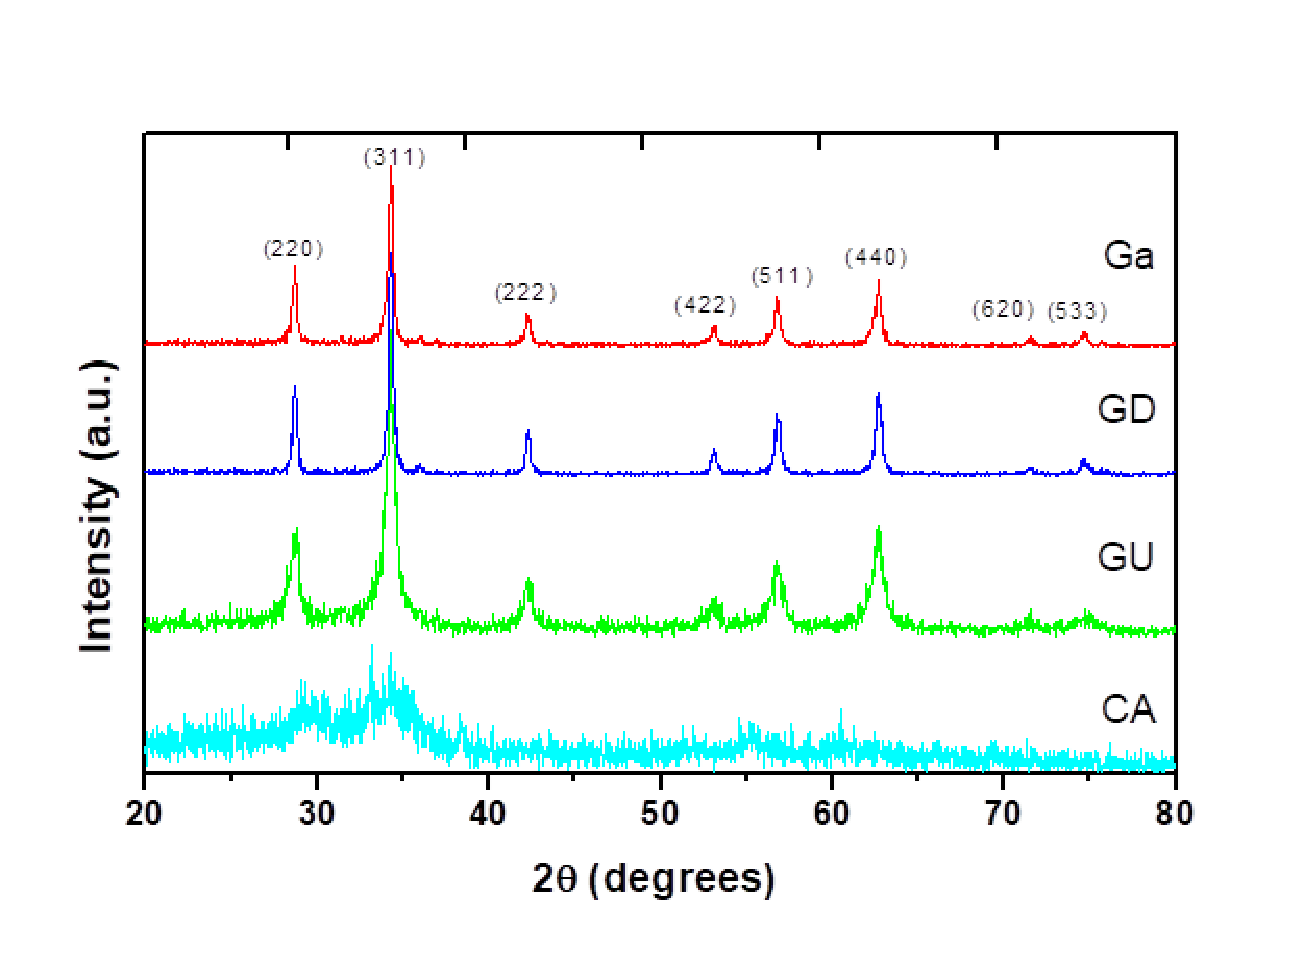 (311)
(220)
(440)
Ga
(511)
(222)
(422)
(620)
(533)
GD
GU
CA
Intensity (a.u.)
20
30
40
50
60
70
80
2θ (degrees)